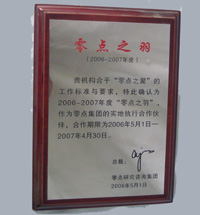 零点之羽
(2006-2007年度)
贵机构合乎“零点之翼”的
工作标准与要求，特此确认为
2006-2007年度“零点之羽”，
作为零点集团的实地执行合作伙
伴，合作期限为2006年5月1日—
2007年4月30日。
总裁：
零点研究咨询集团
2006年5月1日